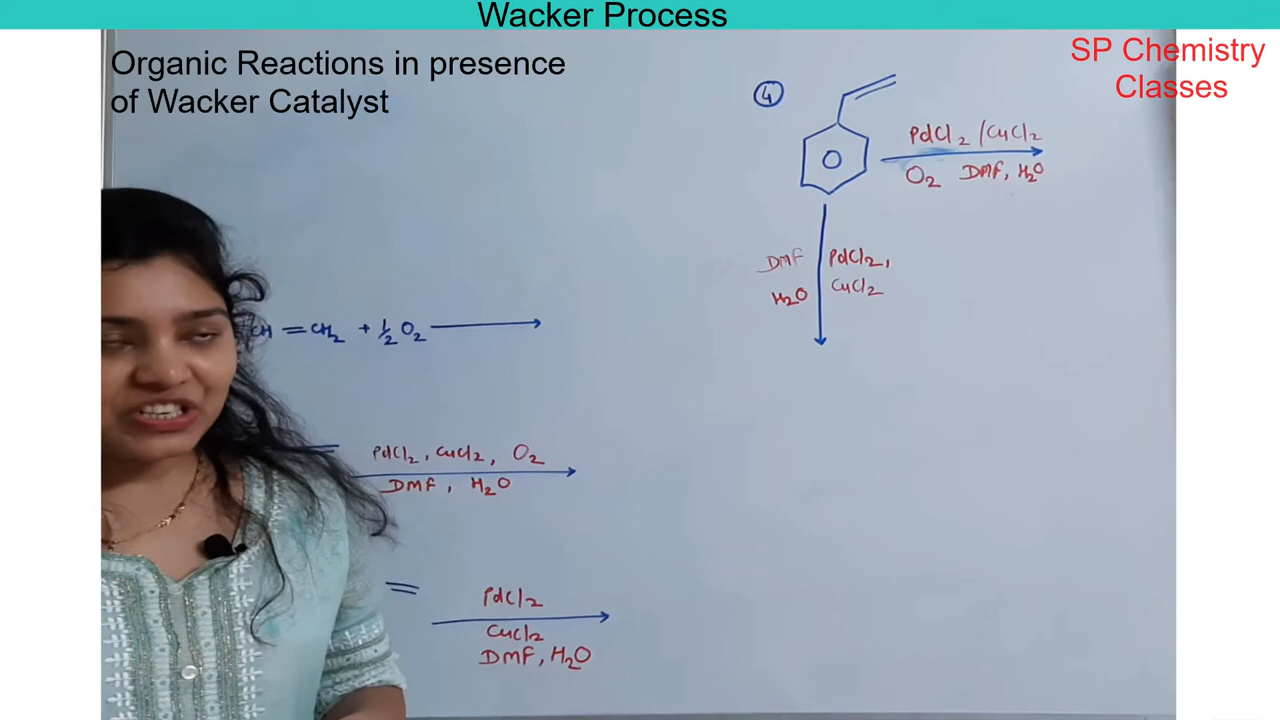 Wacker Process
Organic Reactions in presence
of Wacker Catalyst
SP Chemistry
Classes
④
PdCl2 /CuCl2
O2 DMF, H2O
DMF PdCl2,
H2O CuCl2
CH = CH2 + 1/2 O2 →
PdCl2, CuCl2, O2
DMF, H2O
PdCl2
CuCl2
DMF, H2O